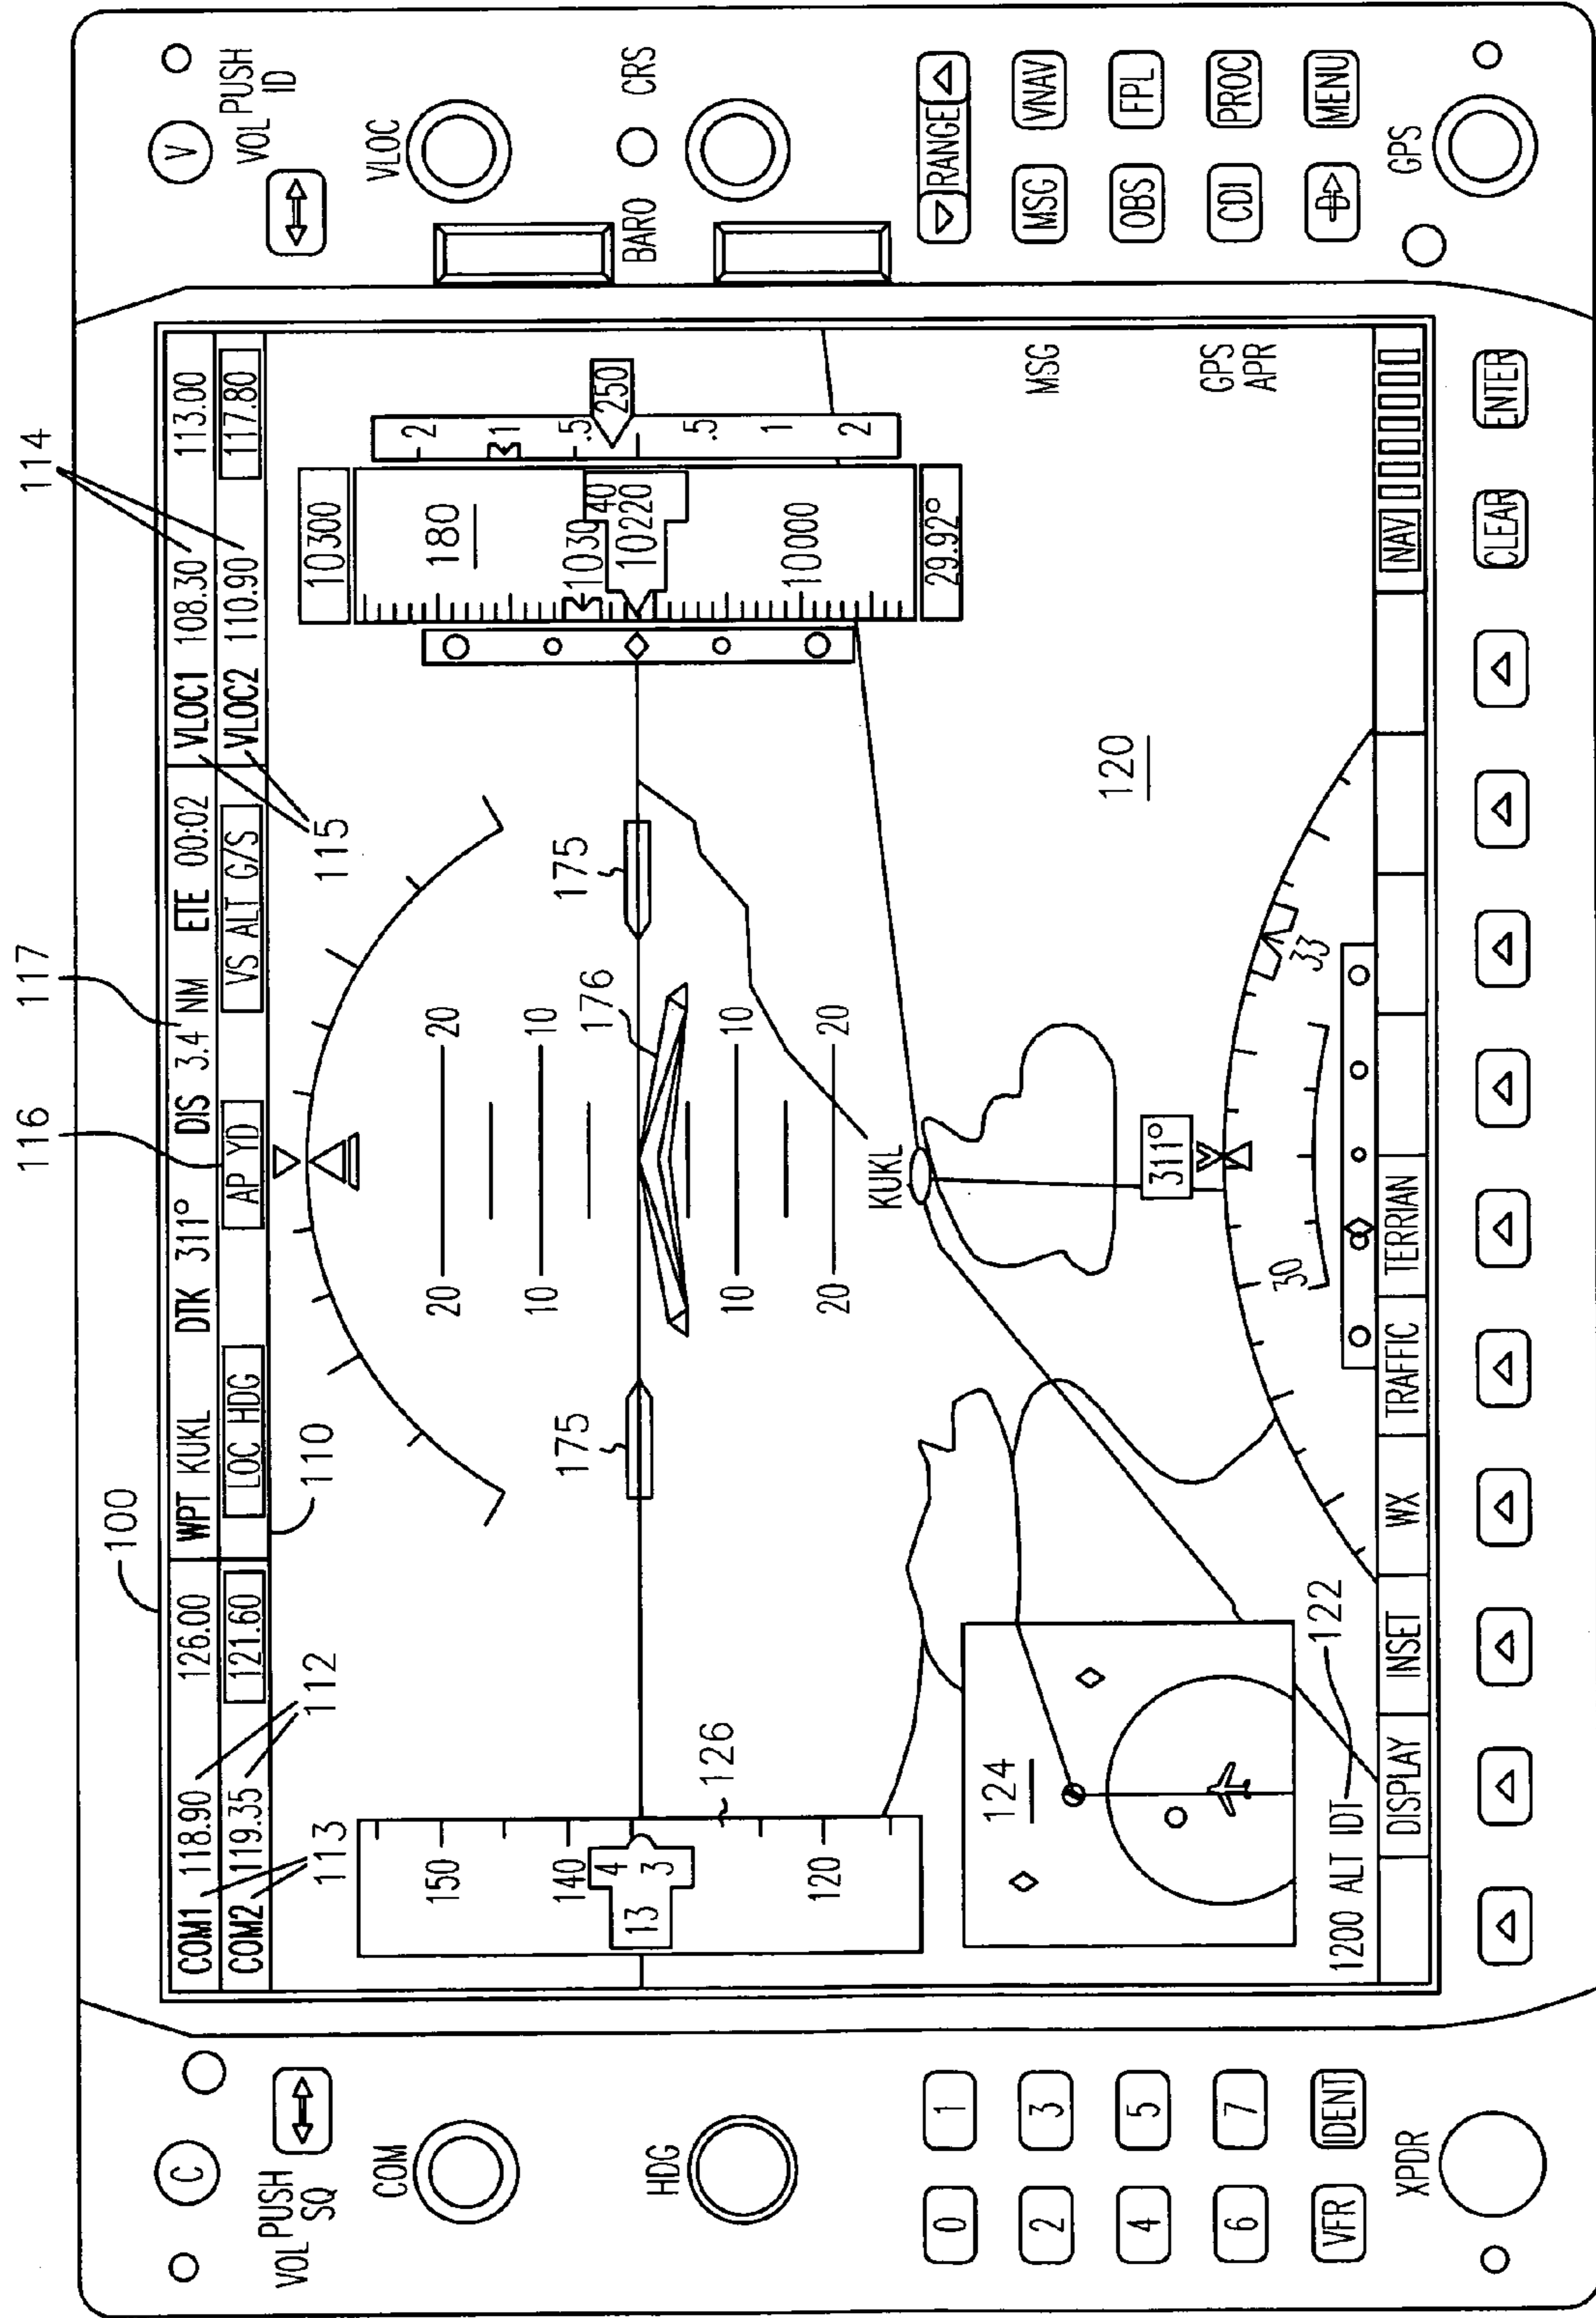 116
117
114
100
C
VOL PUSH
SQ
COM1 118.90 126.00 WPT KUKL DTK 311° DIS 3.4 NM ETE 00:02 VLOC1 108.30 113.00
COM2 119.35 121.60 LOC HDG AP YD VS ALT G/S VLOC2 110.90 117.80
V
VOL PUSH
ID
113
112
110
115
COM
VLOC
HDG
BARO
CRS
150
140
4
13
3
120
126
20 20
10 10
175
176
175
10 10
20 20
10300
180
1030
40
10220
10000
29.92°
2
1
.5
250
.5
1
2
KUKL
120
MSG
GPS
APR
124
311°
30
33
1200 ALT IDT
122
DISPLAY INSET WX TRAFFIC TERRIAN NAV
0 1
2 3
4 5
6 7
VFR IDENT
XPDR
RANGE
MSG VNAV
OBS FPL
CDI PROC
D MENU
GPS
CLEAR ENTER